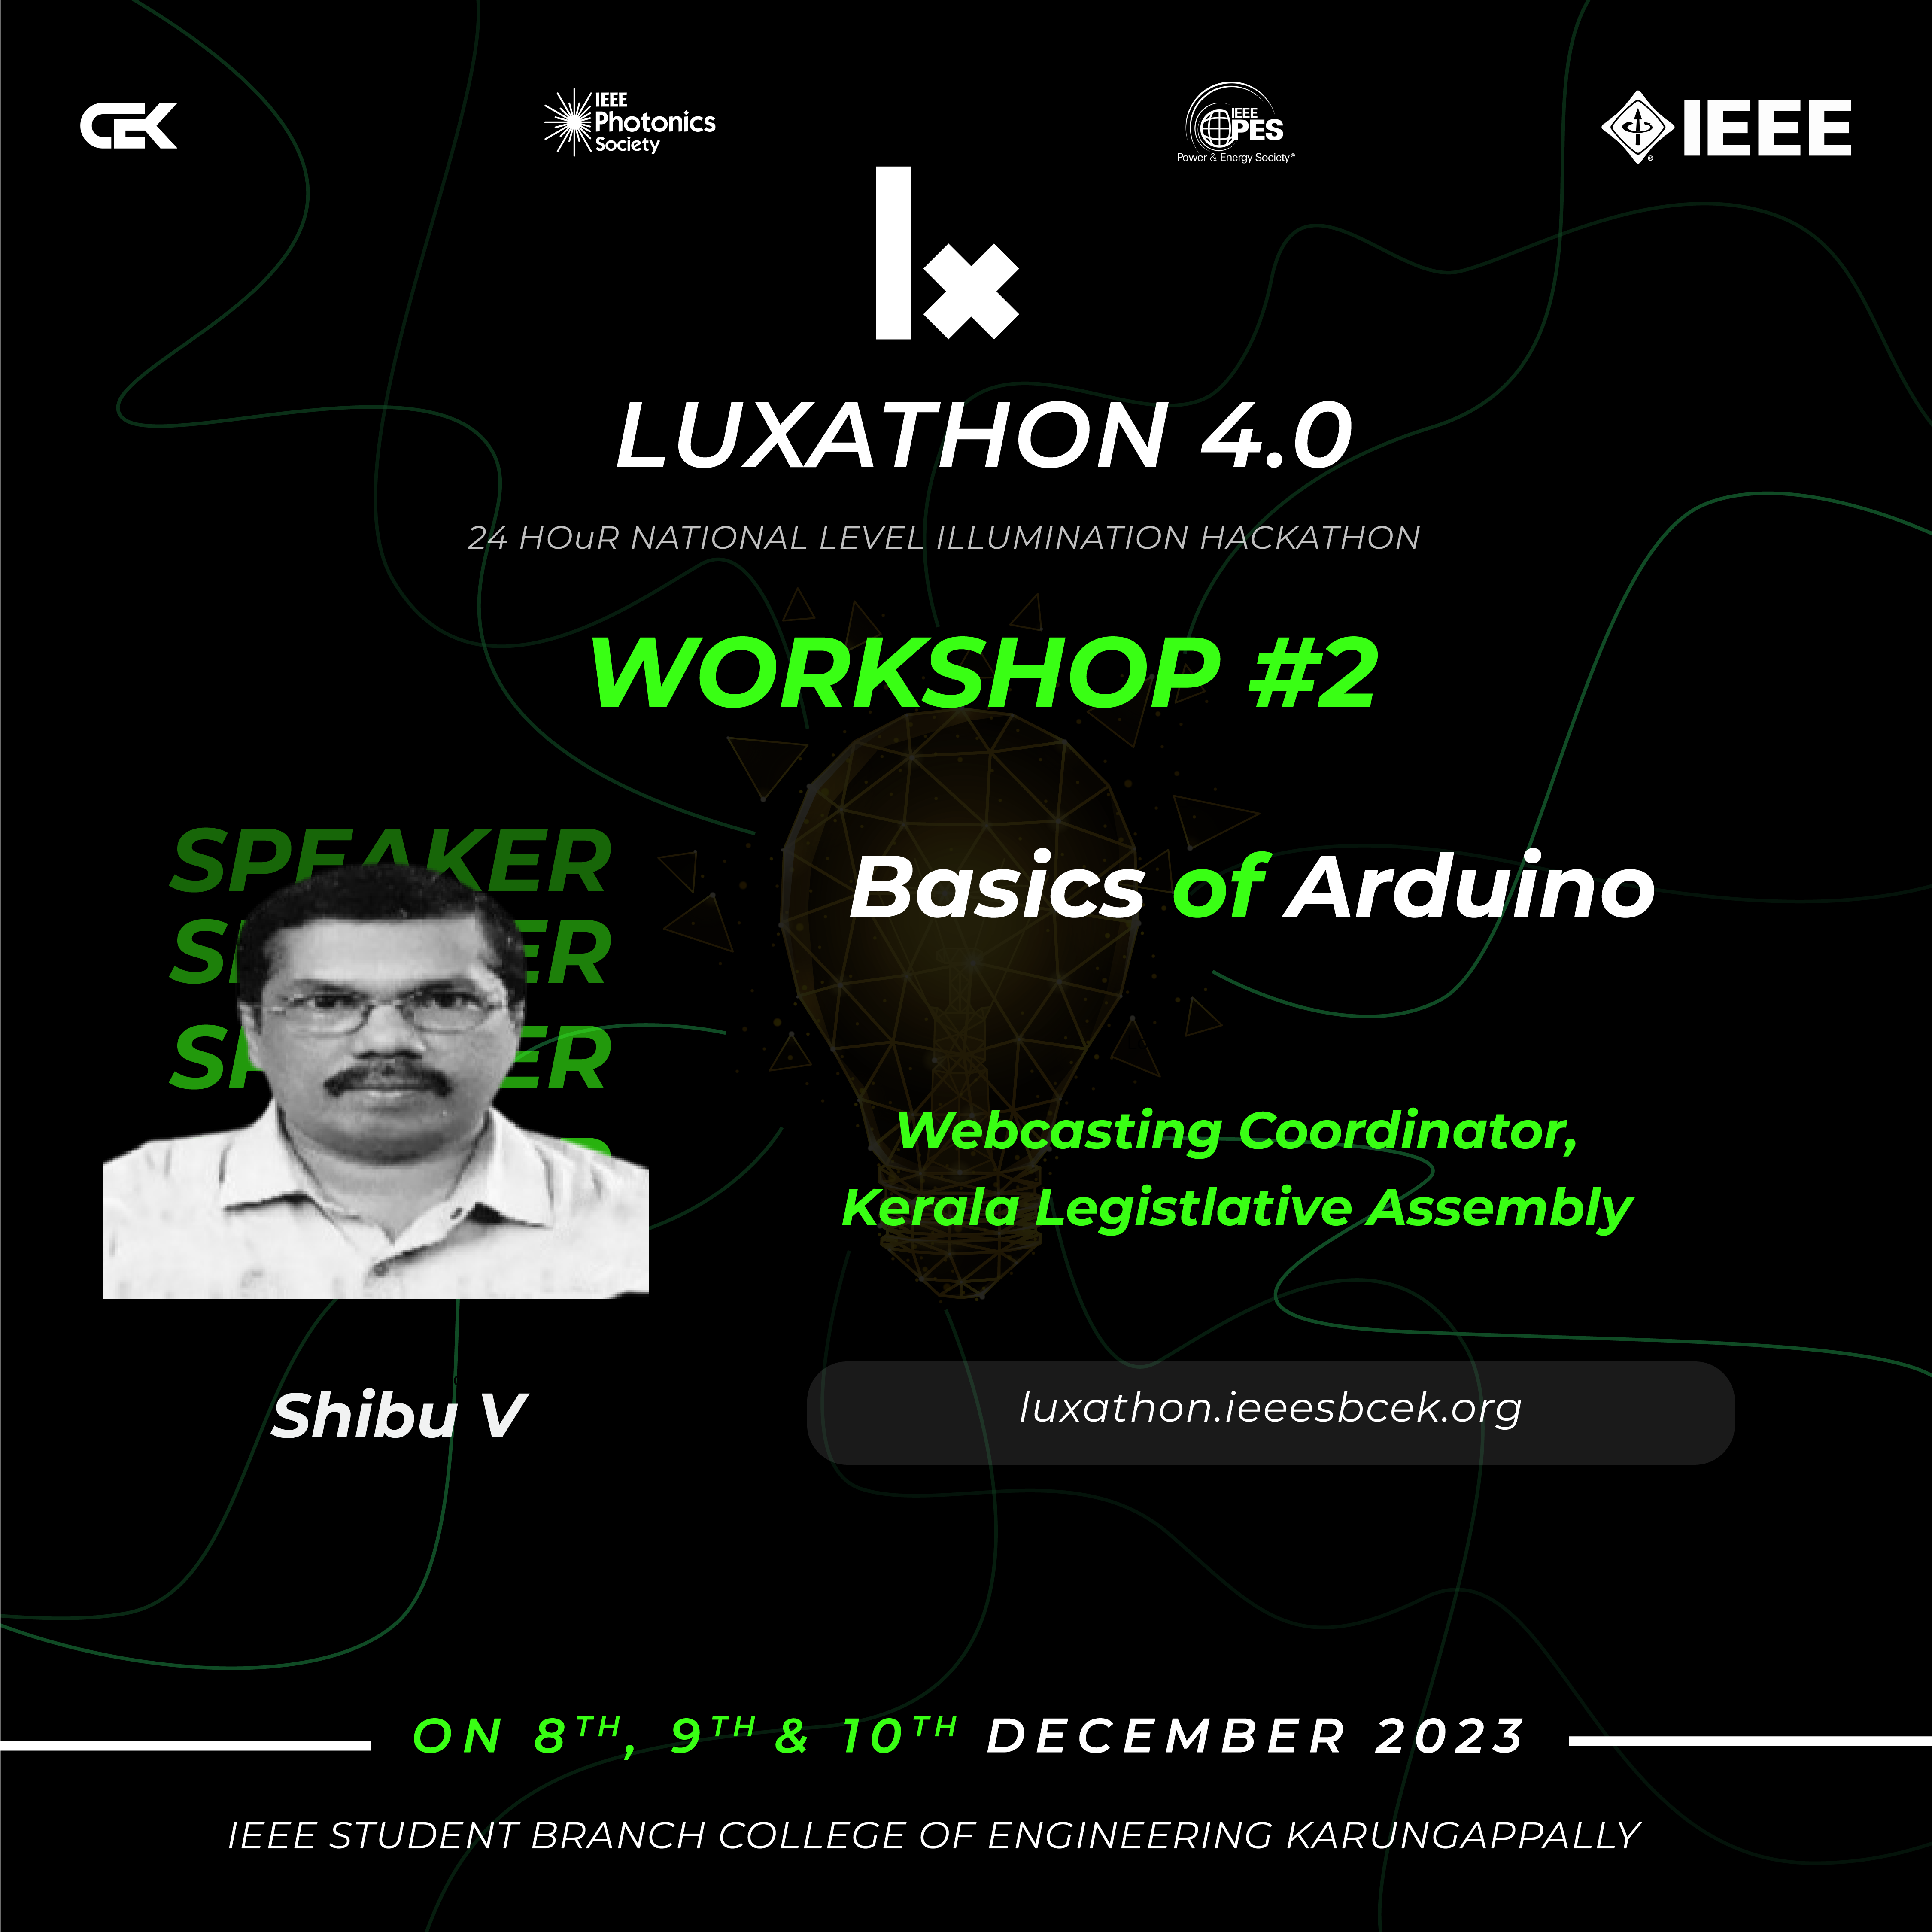 CEK
IEEE
Photonics
Society
IEEE
PES
Power & Energy Society®
IEEE
lx
LUXATHON 4.0
24 HOuR NATIONAL LEVEL ILLUMINATION HACKATHON
WORKSHOP #2
SPEAKER
Basics of Arduino
Webcasting Coordinator,
Kerala Legistlative Assembly
Shibu V
luxathon.ieeesbcek.org
ON 8TH, 9TH & 10TH DECEMBER 2023
IEEE STUDENT BRANCH COLLEGE OF ENGINEERING KARUNGAPPALLY